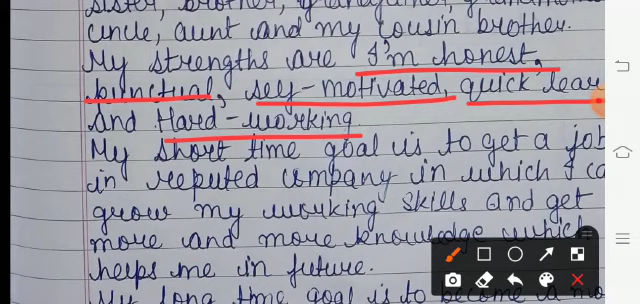 sister, brother,
uncle, aunt and my cousin brother.
My strengths are I'm honest,
punctual, self-motivated, quick lear
And Hard-working
My short time goal is to get a job
in reputed company in which I ca
grow my working skills and get
more and more knowledge which
helps me in future.
My long time goal is to become a mo